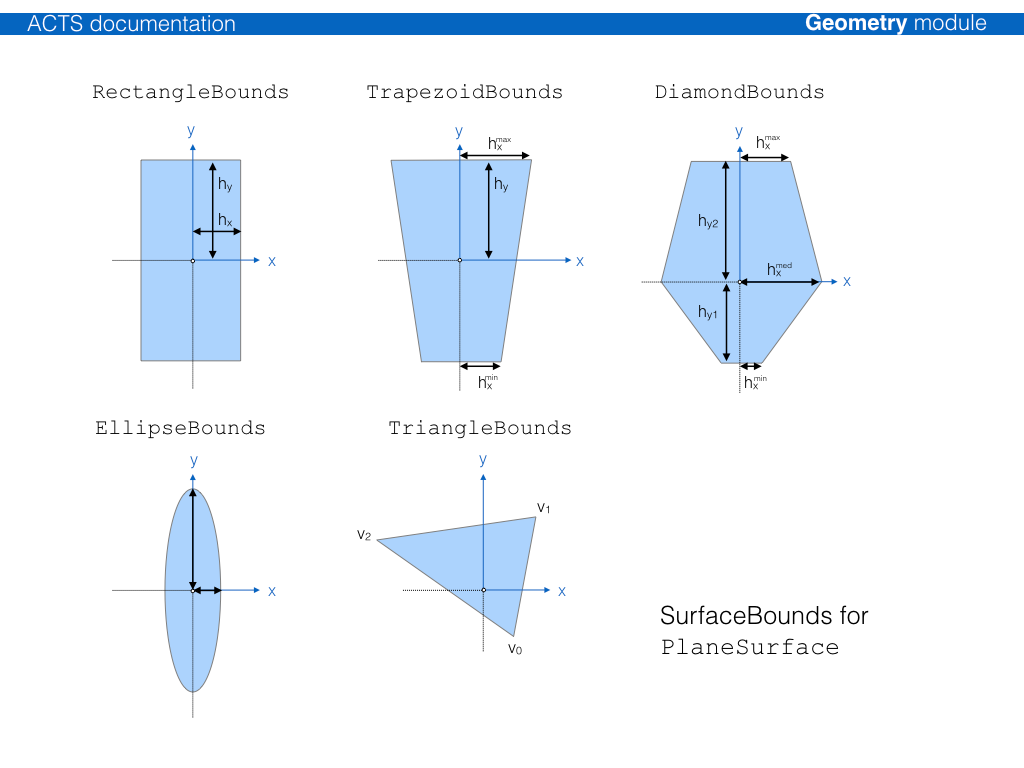 ACTS documentation
Geometry module
RectangleBounds
TrapezoidBounds
DiamondBounds
y
hy
hx
x
y
hxmax
hy
x
hxmin
y
hxmax
hy2
hxmed
x
hy1
hxmin
EllipseBounds
TriangleBounds
y
x
y
v1
v2
x
v0
SurfaceBounds for
PlaneSurface